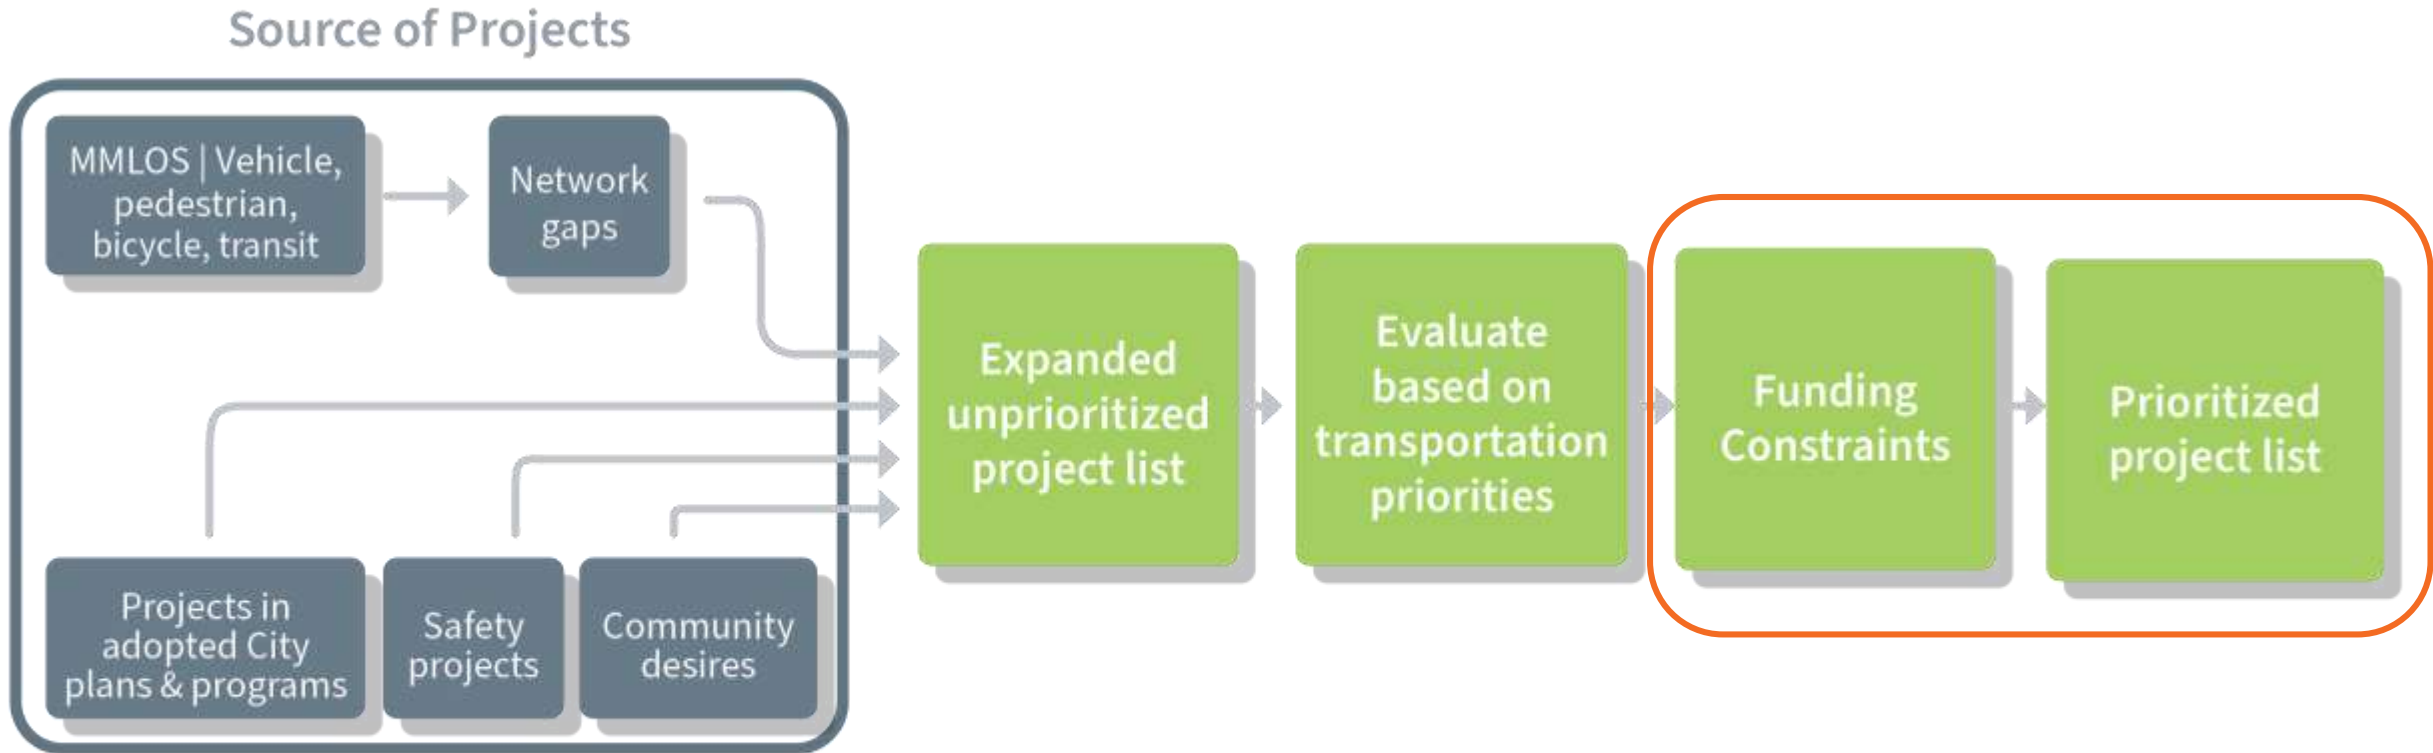 Source of Projects
MMLOS | Vehicle,
pedestrian,
bicycle, transit
Network
gaps
Projects in
adopted City
plans & programs
Safety
projects
Community
desires
Expanded
unprioritized
project list
Evaluate
based on
transportation
priorities
Funding
Constraints
Prioritized
project list